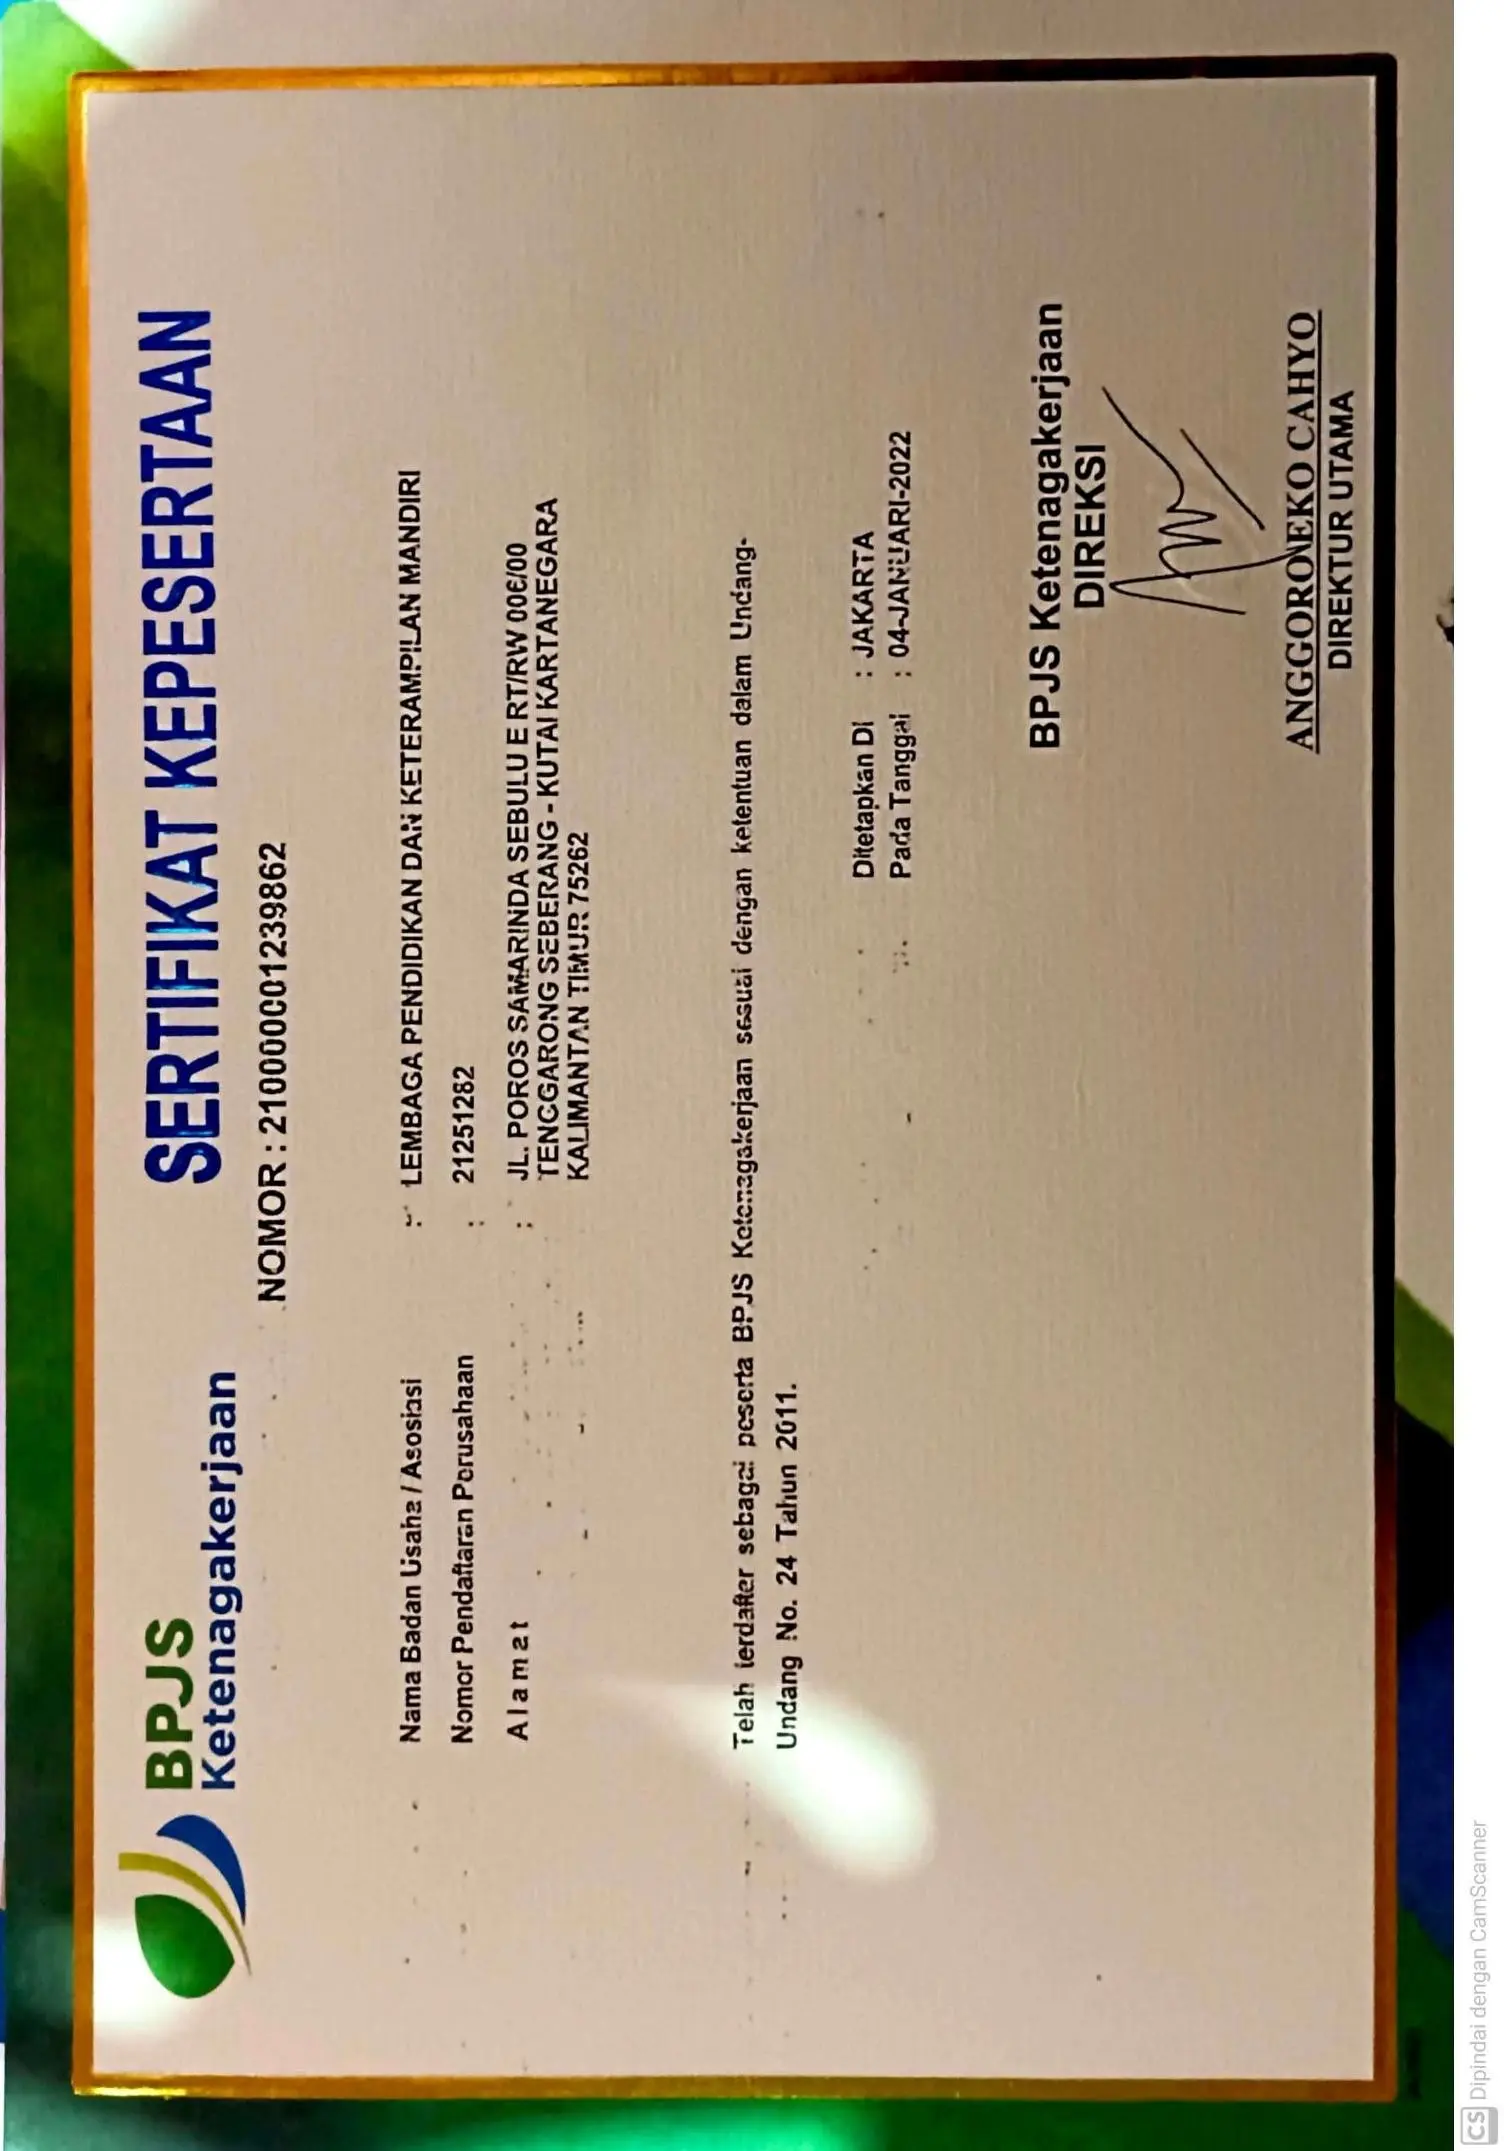 BPJS
Ketenagakerjaan
SERTIFIKAT KEPESERTAAN
NOMOR : 2100000001239862
Nama Badan Usaha / Asosiasi : LEMBAGA PENDIDIKAN DAN KETERAMPILAN MANDIRI
Nomor Pendaftaran Perusahaan : 21251282
Alamat : JL. POROS SAMARINDA SEBULU E RT/RW 006/00
TENGGARONG SEBERANG - KUTAI KARTANEGARA
KALIMANTAN TIMUR 75262
Telah terdafter sebagai peserta BPJS Ketenagakerjaan sesuai dengan ketentuan dalam Undang-
Undang No. 24 Tahun 2011.
Ditetapkan Di : JAKARTA
Pada Tanggal : 04-JANUARI-2022
BPJS Ketenagakerjaan
DIREKSI
ANGGORO EKO CAHYO
DIREKTUR UTAMA
CS Dipindai dengan CamScanner